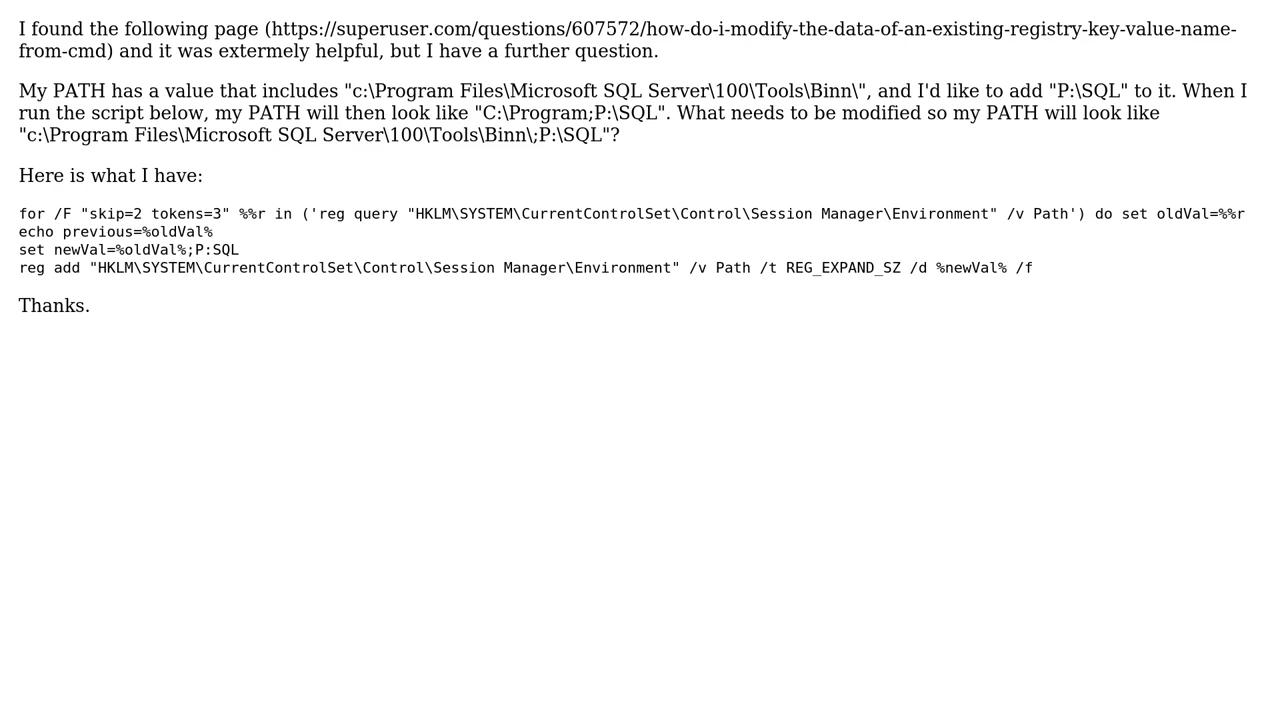 I found the following page (https://superuser.com/questions/607572/how-do-i-modify-the-data-of-an-existing-registry-key-value-name-
from-cmd) and it was extermely helpful, but I have a further question.
My PATH has a value that includes "c:\Program Files\Microsoft SQL Server\100\Tools\Binn\", and I'd like to add "P:\SQL" to it. When I
run the script below, my PATH will then look like "C:\Program;P:\SQL". What needs to be modified so my PATH will look like
"c:\Program Files\Microsoft SQL Server\100\Tools\Binn\;P:\SQL"?
Here is what I have:
for /F "skip=2 tokens=3" %%r in ('reg query "HKLM\SYSTEM\CurrentControlSet\Control\Session Manager\Environment" /v Path') do set oldVal=%%r
echo previous=%oldVal%
set newVal=%oldVal%;P:SQL
reg add "HKLM\SYSTEM\CurrentControlSet\Control\Session Manager\Environment" /v Path /t REG_EXPAND_SZ /d %newVal% /f
Thanks.